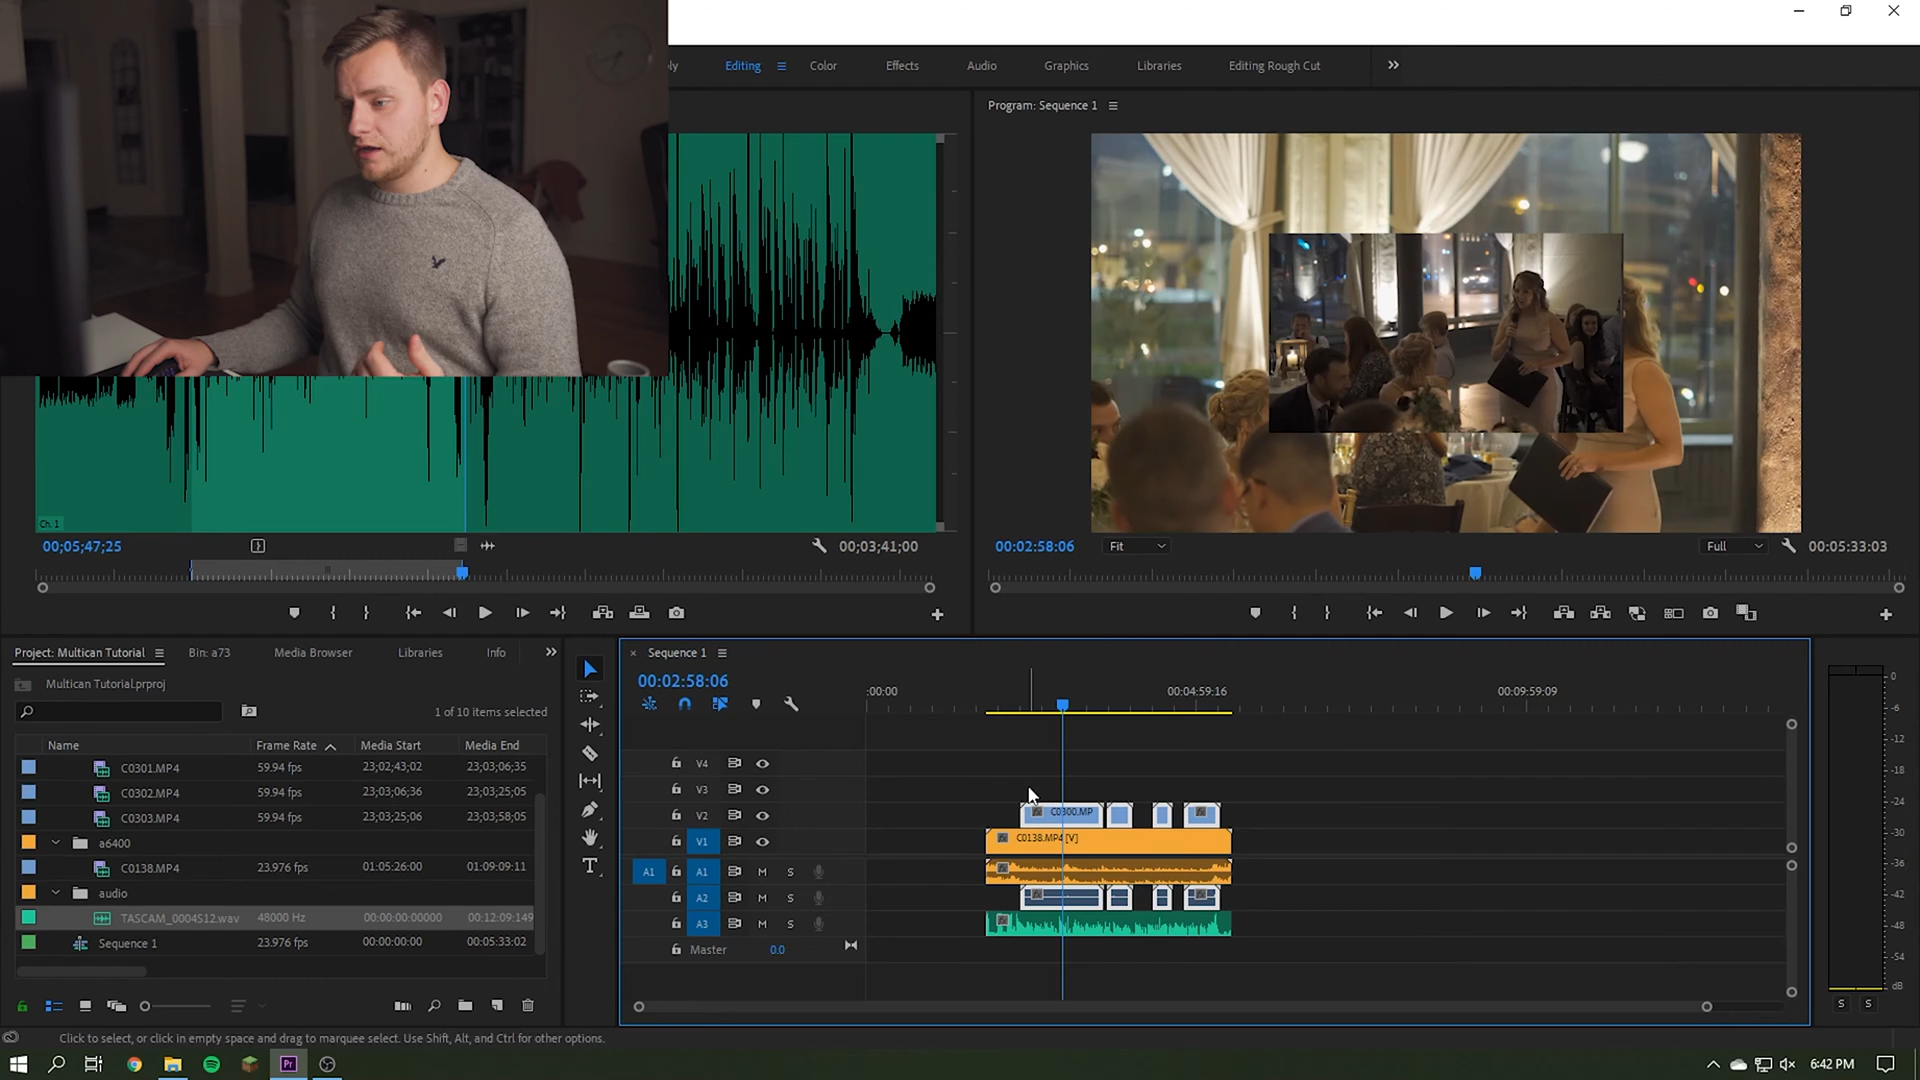 ly Editing Color Effects Audio Graphics Libraries Editing Rough Cut
Program: Sequence 1
Ch. 1
00;05;47;25 00;03;41;00
00:02:58:06 Fit Full 00:05:33:03
Project: Multican Tutorial Bin: a73 Media Browser Libraries Info
Multican Tutorial.prproj
1 of 10 items selected
Name Frame Rate Media Start Media End
C0301.MP4 59.94 fps 23;02;43;02 23;03;06;35
C0302.MP4 59.94 fps 23;03;06;36 23;03;25;05
C0303.MP4 59.94 fps 23;03;25;06 23;03;58;05
a6400
C0138.MP4 23.976 fps 01:05:26:00 01:09:09:11
audio
TASCAM_0004S12.wav 48000 Hz 00:00:00:00000 00:12:09:149
Sequence 1 23.976 fps 00:00:00:00 00:05:33:02
Sequence 1
00:02:58:06
:00:00 00:04:59:16 00:09:59:09
V4
V3
V2 C0300.MP
V1 C0138.MP4 [V]
A1 A1 M S
A2 M S
A3 M S
Master 0.0
0
-6
-12
-18
-24
-30
-36
-42
-48
-54
dB
S S
Click to select, or click in empty space and drag to marquee select. Use Shift, Alt, and Ctrl for other options.
Pr 6:42 PM